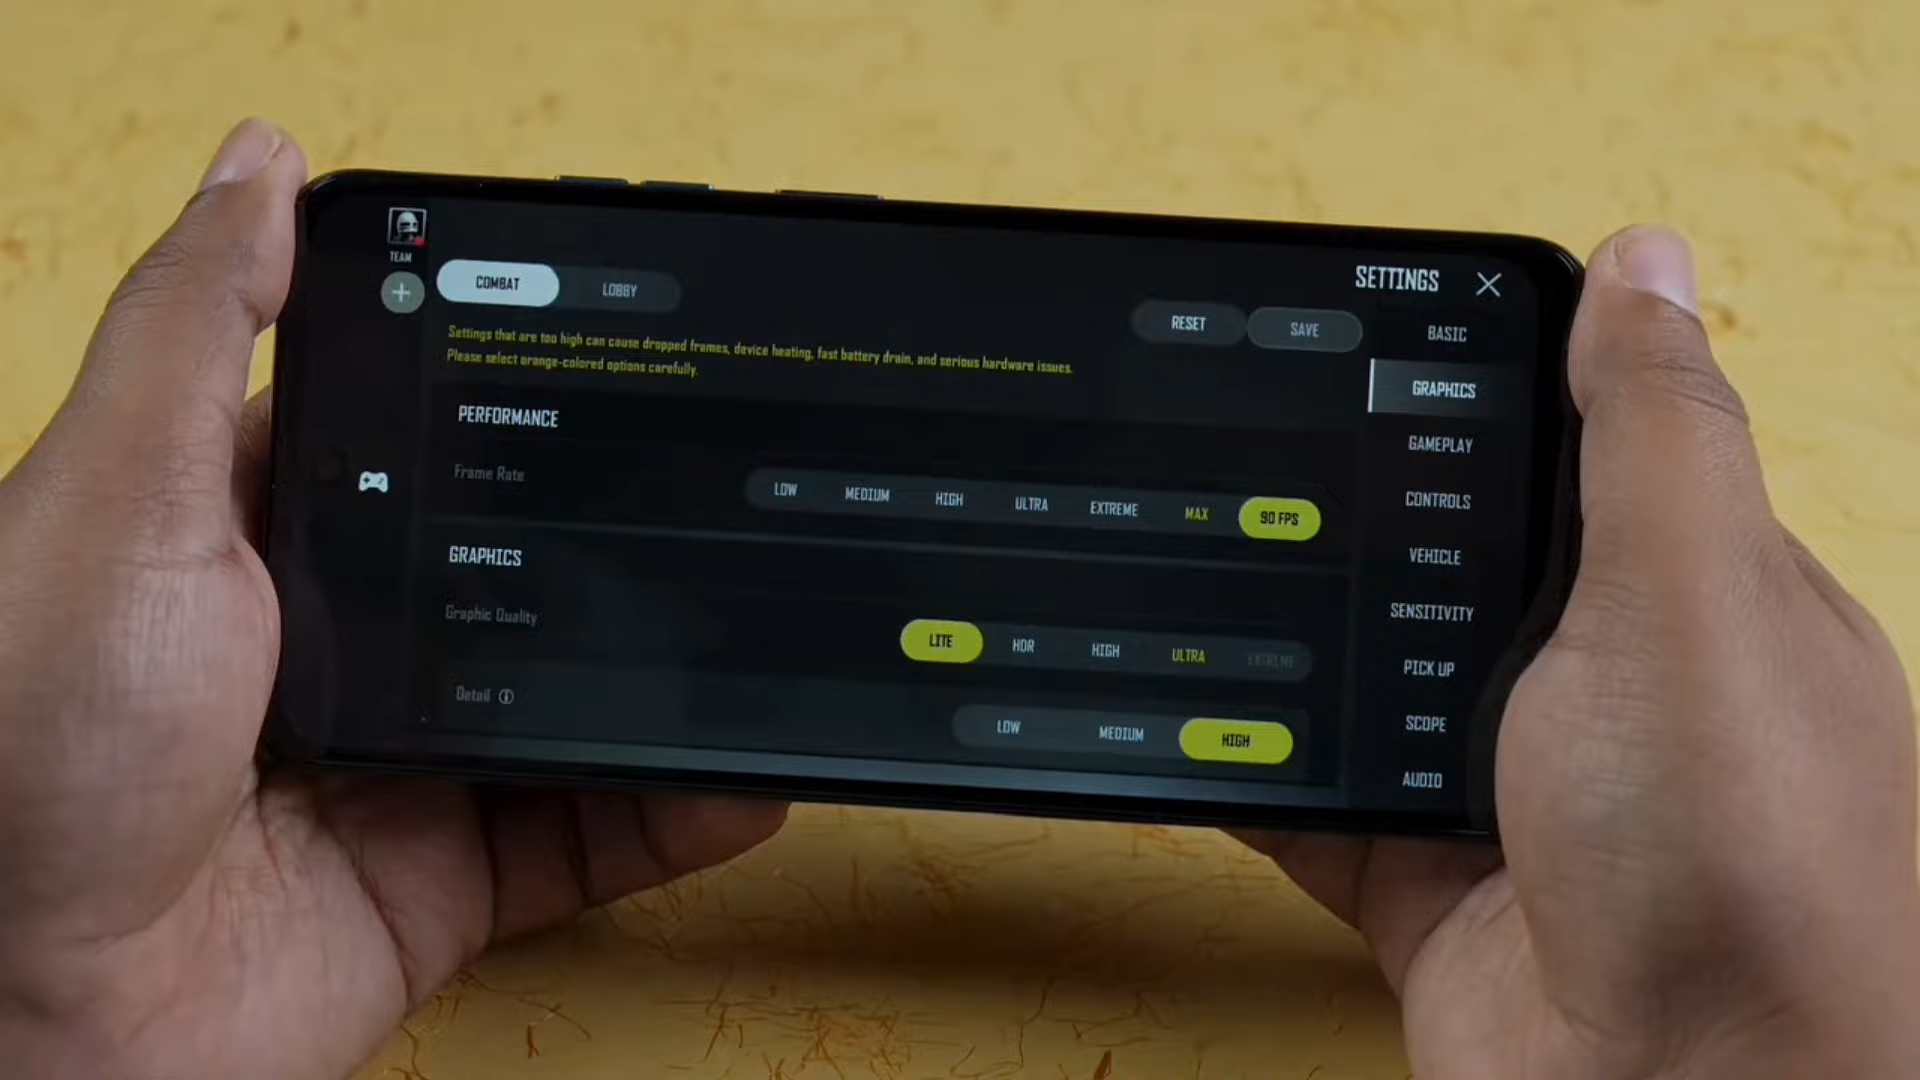 TEAM
COMBAT
LOBBY
SETTINGS
RESET
SAVE
Settings that are too high can cause dropped frames, device heating, fast battery drain, and serious hardware issues.
Please select orange-colored options carefully.
PERFORMANCE
Frame Rate
LOW MEDIUM HIGH ULTRA EXTREME MAX 90 FPS
GRAPHICS
Graphic Quality
LITE HDR HIGH ULTRA EXTREME
Detail
LOW MEDIUM HIGH
BASIC
GRAPHICS
GAMEPLAY
CONTROLS
VEHICLE
SENSITIVITY
PICK UP
SCOPE
AUDIO